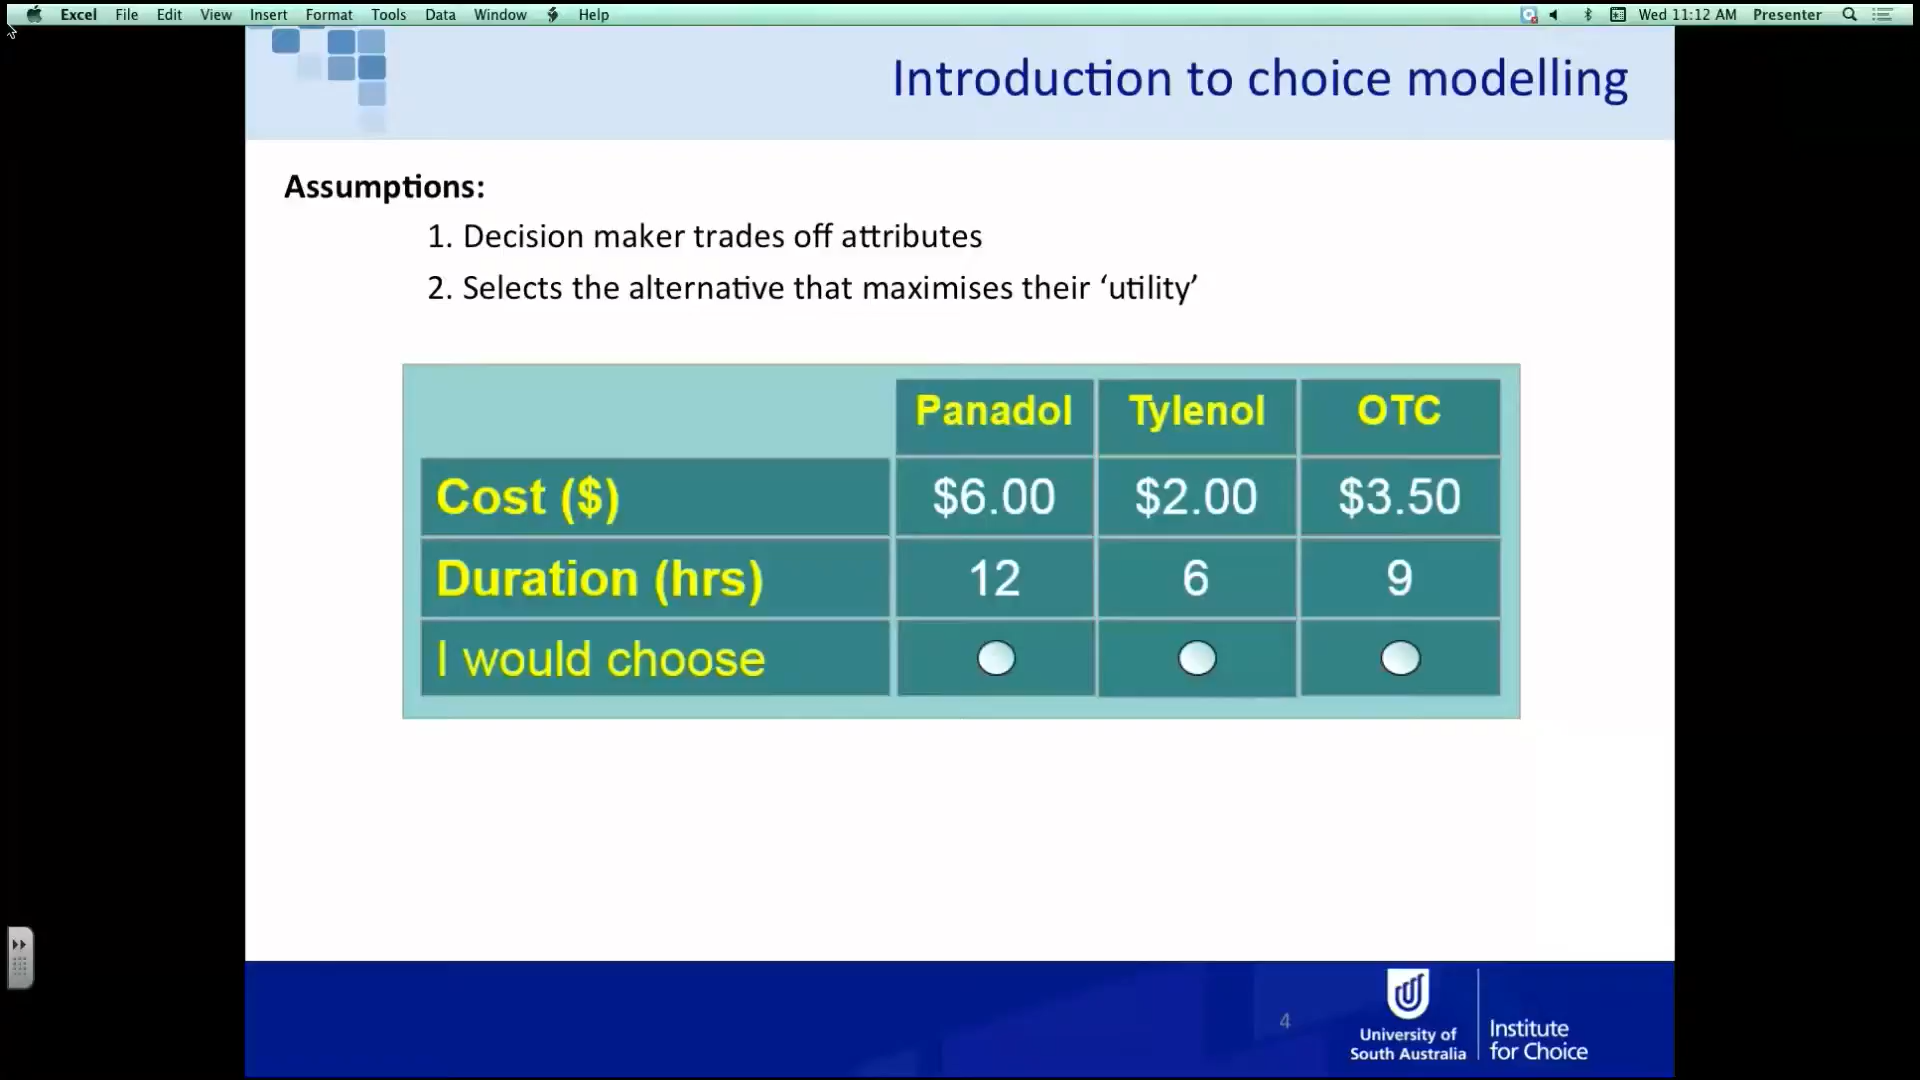 Excel File Edit View Insert Format Tools Data Window Help Wed 11:12 AM Presenter
Introduction to choice modelling
Assumptions:
1. Decision maker trades off attributes
2. Selects the alternative that maximises their ‘utility’
Panadol Tylenol OTC
Cost ($) $6.00 $2.00 $3.50
Duration (hrs) 12 6 9
I would choose
4
University of
South Australia
Institute
for Choice